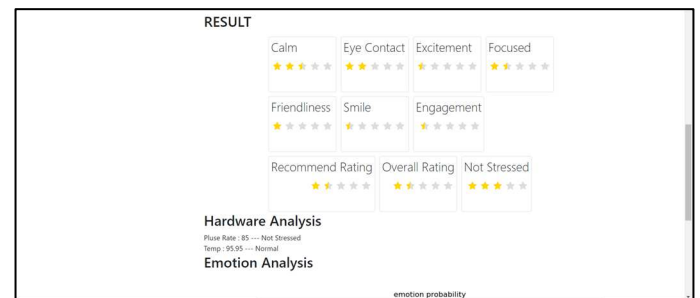 RESULT
Calm Eye Contact Excitement Focused
Friendliness Smile Engagement
Recommend Rating Overall Rating Not Stressed
Hardware Analysis
Pluse Rate : 85 --- Not Stressed
Temp : 95.95 --- Normal
Emotion Analysis
emotion probability